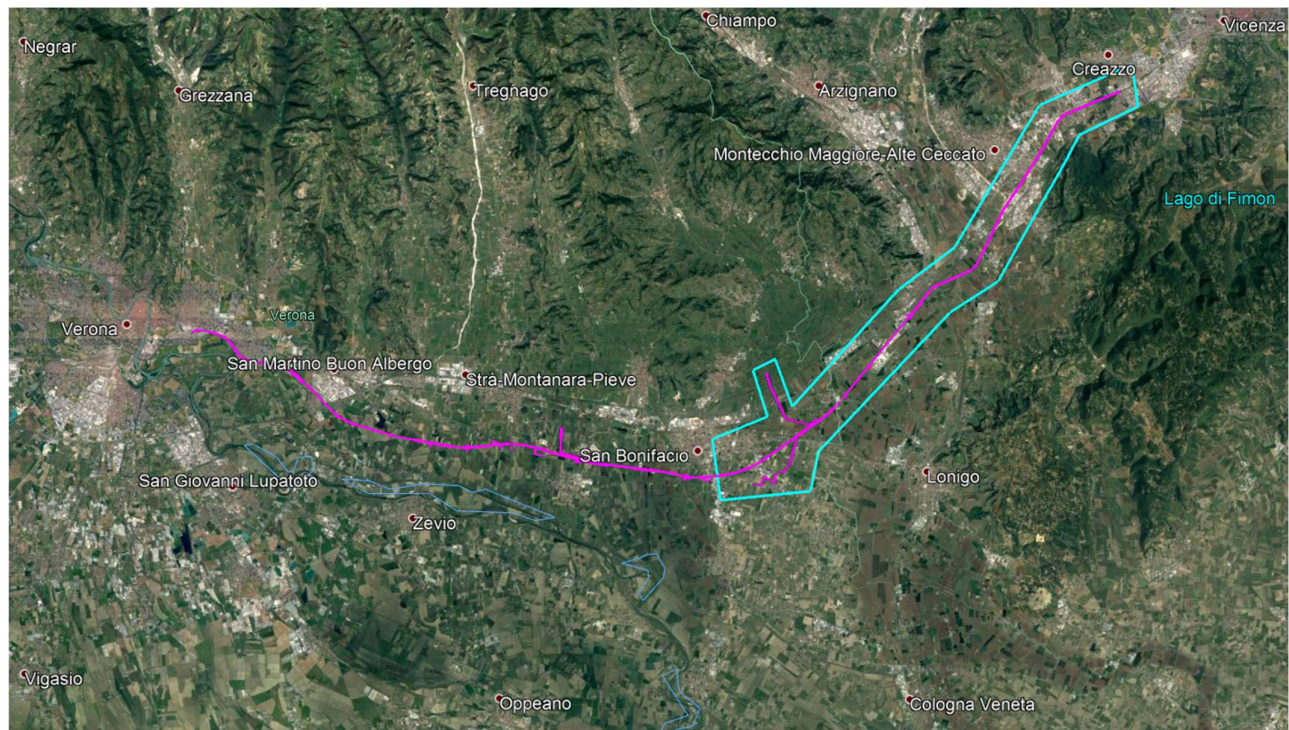 Chiampo
Vicenza
Negrar
Creazzo
Grezzana
Tregnago
Arzignano
Montecchio Maggiore-Alte Ceccato
Lago di Fimon
Verona
Verona
San Martino Buon Albergo
Strà-Montanara-Pieve
San Bonifacio
Lonigo
San Giovanni Lupatoto
Zevio
Vigasio
Oppeano
Cologna Veneta